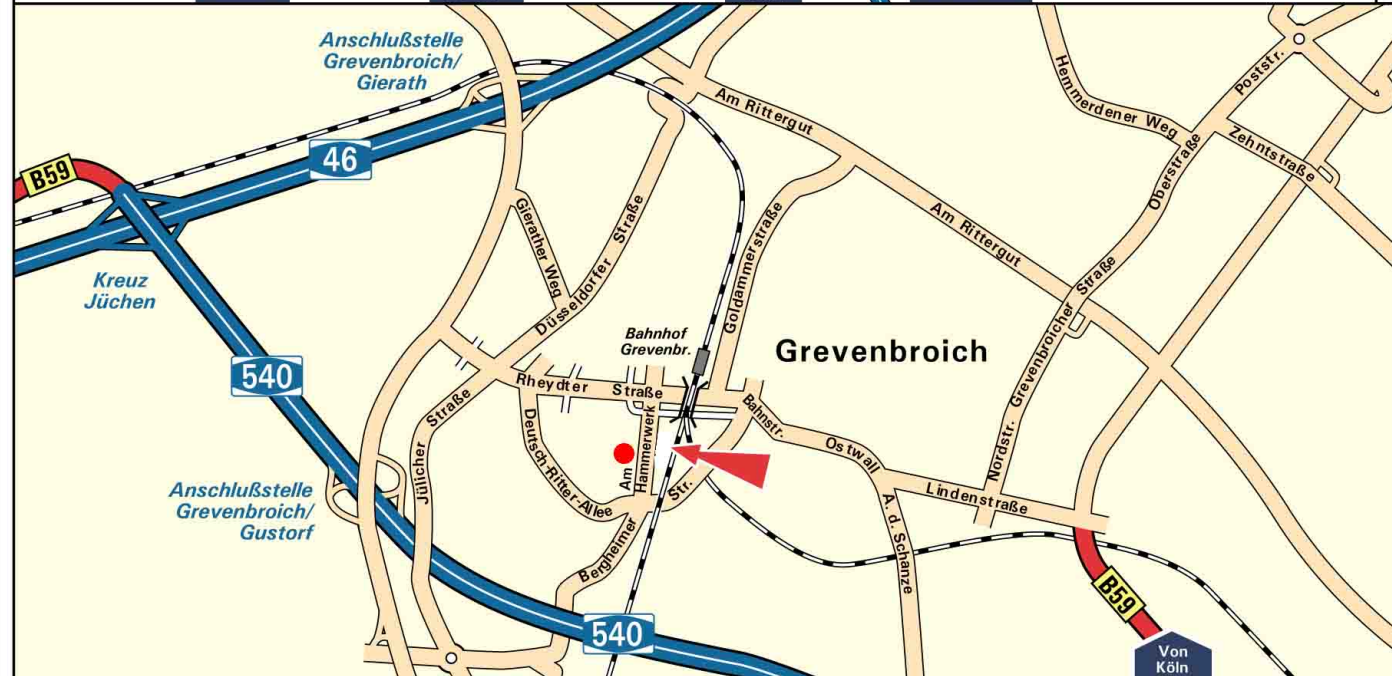 Anschlußstelle
Grevenbroich/
Gierath
B59
46
Kreuz
Jüchen
540
Anschlußstelle
Grevenbroich/
Gustorf
540
Gierather Weg
Düsseldorfer Straße
Jülicher Straße
Rheydter Straße
Bahnhof
Grevenbr.
Goldammerstraße
Am Rittergut
Am Rittergut
Hemmerdener Weg
Poststr.
Zehntstraße
Oberstraße
Grevenbroicher Straße
Nordstr.
Grevenbroich
Bahnstr.
Ostwall
Lindenstraße
A. d. Schanze
Deutsch-Ritter-Allee
Am
Hammerwerk
Bergheimer Str.
B59
Von
Köln